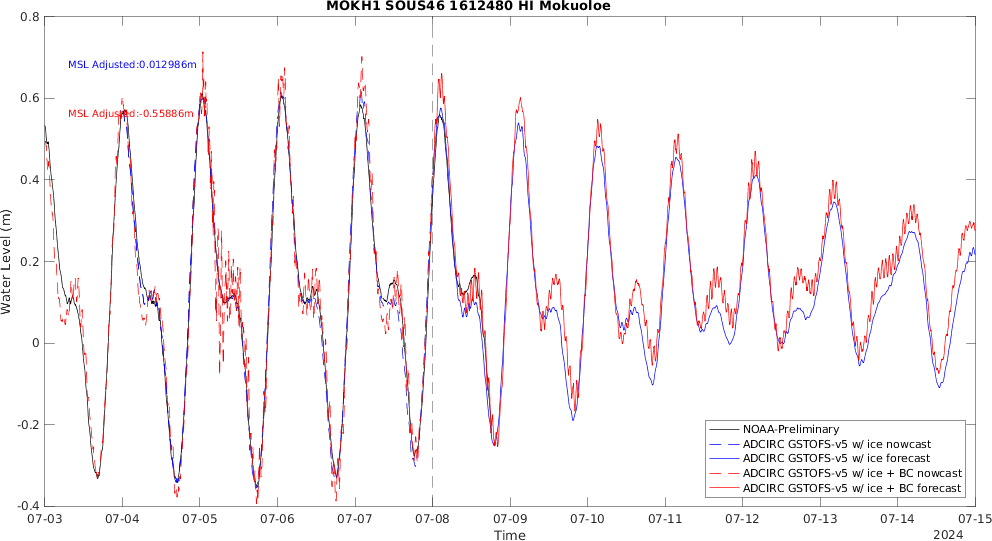 MOKH1 SOUS46 1612480 HI Mokuoloe
0.8
0.6
0.4
0.2
0
-0.2
-0.4
Water Level (m)
MSL Adjusted:0.012986m
MSL Adjusted:-0.55886m
NOAA-Preliminary
ADCIRC GSTOFS-v5 w/ ice nowcast
ADCIRC GSTOFS-v5 w/ ice forecast
ADCIRC GSTOFS-v5 w/ ice + BC nowcast
ADCIRC GSTOFS-v5 w/ ice + BC forecast
07-03 07-04 07-05 07-06 07-07 07-08 07-09 07-10 07-11 07-12 07-13 07-14 07-15
Time
2024